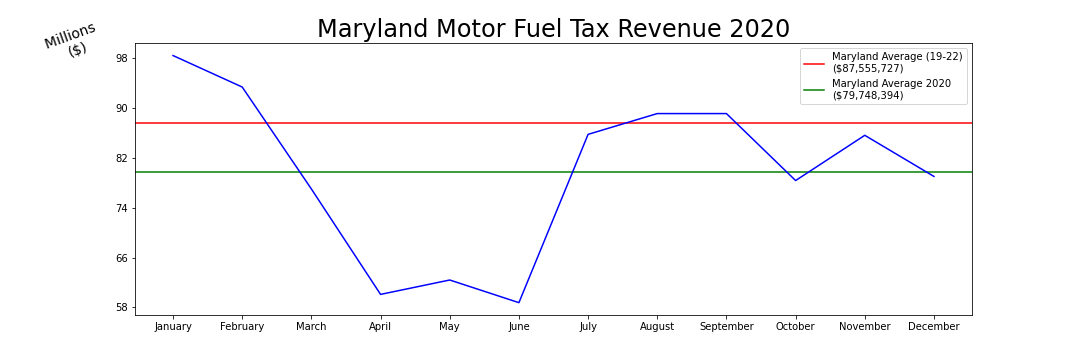 Maryland Motor Fuel Tax Revenue 2020
Millions
($)
Maryland Average (19-22)
($87,555,727)
Maryland Average 2020
($79,748,394)
98
90
82
74
66
58
January February March April May June July August September October November December